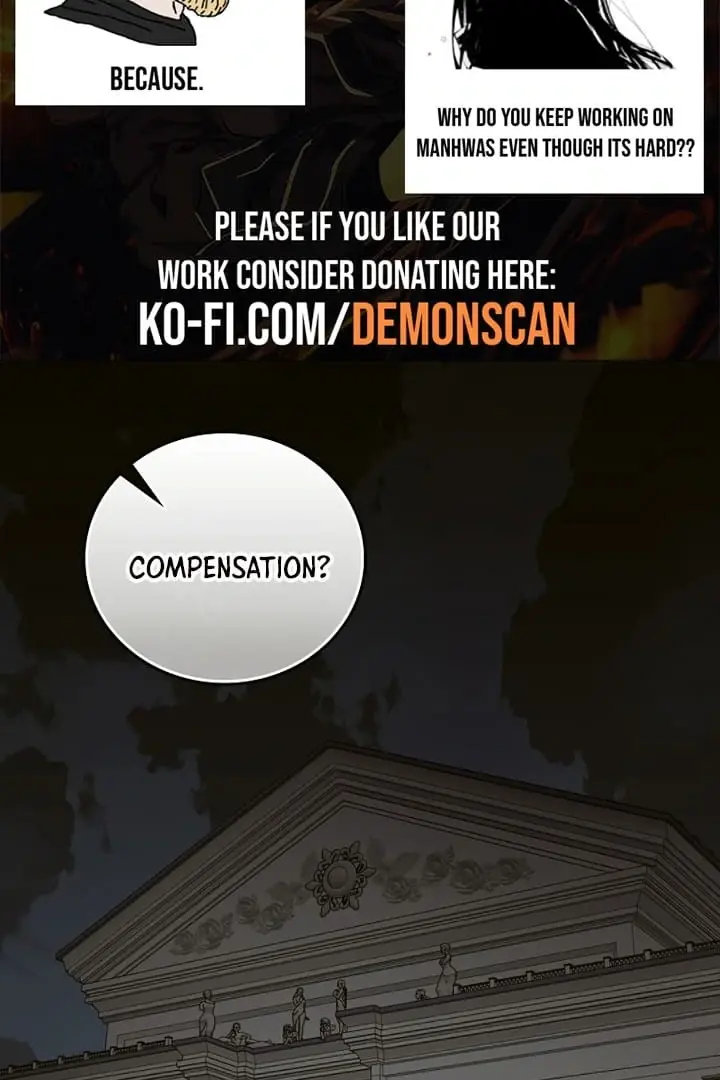 BECAUSE.
WHY DO YOU KEEP WORKING ON
MANHWAS EVEN THOUGH ITS HARD??
PLEASE IF YOU LIKE OUR
WORK CONSIDER DONATING HERE:
KO-FI.COM/DEMONSCAN
COMPENSATION?